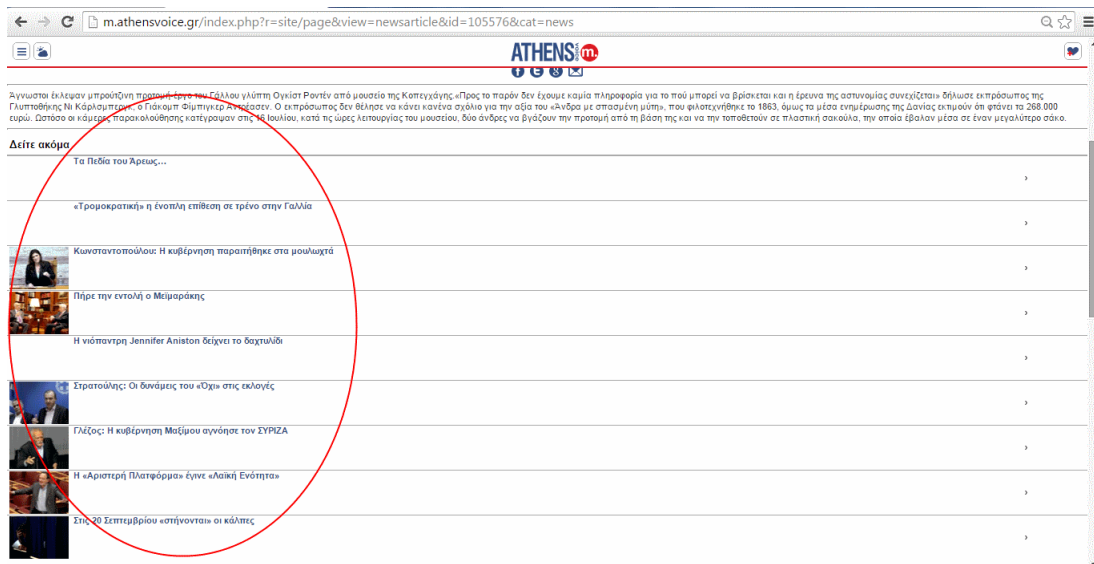 m.athensvoice.gr/index.php?r=site/page&view=newsarticle&id=105576&cat=news
ATHENS VOICE m.
Άγνωστοι έκλεψαν μπρούτζινη προτομή-έργο του Γάλλου γλύπτη Ογκίστ Ροντέν από μουσείο της Κοπεγχάγης.«Προς το παρόν δεν έχουμε καμία πληροφορία για το πού μπορεί να βρίσκεται και η έρευνα της αστυνομίας συνεχίζεται» δήλωσε εκπρόσωπος της
Γλυπτοθήκης Νι Κάρλσμπεργκ, ο Γιάκομπ Φίμπιγκερ Αντρέασεν. Ο εκπρόσωπος δεν θέλησε να κάνει κανένα σχόλιο για την αξία του «Άνδρα με σπασμένη μύτη», που φιλοτεχνήθηκε το 1863, όμως τα μέσα ενημέρωσης της Δανίας εκτιμούν ότι φτάνει τα 268.000
ευρώ. Ωστόσο οι κάμερες παρακολούθησης κατέγραψαν στις 16 Ιουλίου, κατά τις ώρες λειτουργίας του μουσείου, δύο άνδρες να βγάζουν την προτομή από τη βάση της και να την τοποθετούν σε πλαστική σακούλα, την οποία έβαλαν μέσα σε έναν μεγαλύτερο σάκο.
Δείτε ακόμα
Τα Πεδία του Άρεως...
«Τρομοκρατική» η ένοπλη επίθεση σε τρένο στην Γαλλία
Κωνσταντοπούλου: Η κυβέρνηση παραιτήθηκε στα μουλωχτά
Πήρε την εντολή ο Μεϊμαράκης
Η νιόπαντρη Jennifer Aniston δείχνει το δαχτυλίδι
Στρατούλης: Οι δυνάμεις του «Όχι» στις εκλογές
Γλέζος: Η κυβέρνηση Μαξίμου αγνόησε τον ΣΥΡΙΖΑ
Η «Αριστερή Πλατφόρμα» έγινε «Λαϊκή Ενότητα»
Στις 20 Σεπτεμβρίου «στήνονται» οι κάλπες